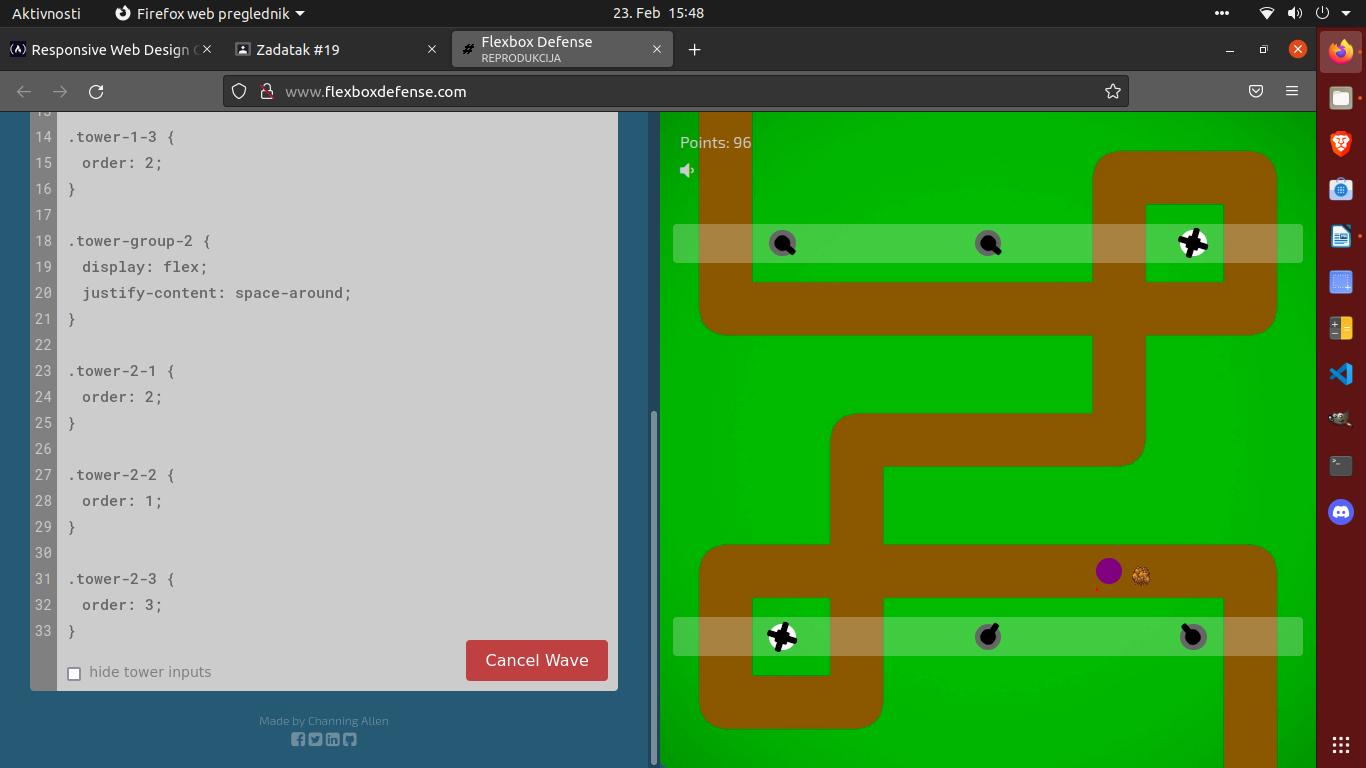 Aktivnosti
Firefox web preglednik
23. Feb 15:48
Responsive Web Design
Zadatak #19
Flexbox Defense
REPRODUKCIJA
www.flexboxdefense.com
14 .tower-1-3 {
15 order: 2;
16 }
17
18 .tower-group-2 {
19 display: flex;
20 justify-content: space-around;
21 }
22
23 .tower-2-1 {
24 order: 2;
25 }
26
27 .tower-2-2 {
28 order: 1;
29 }
30
31 .tower-2-3 {
32 order: 3;
33 }
hide tower inputs
Cancel Wave
Made by Channing Allen
Points: 96